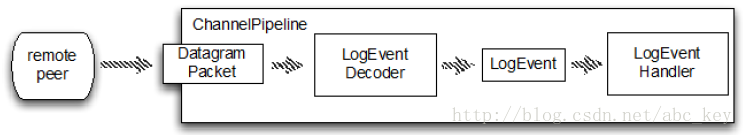 ChannelPipeline
remote
peer
Datagram
Packet
LogEvent
Decoder
LogEvent
LogEvent
Handler
http://blog.csdn.net/abc_key